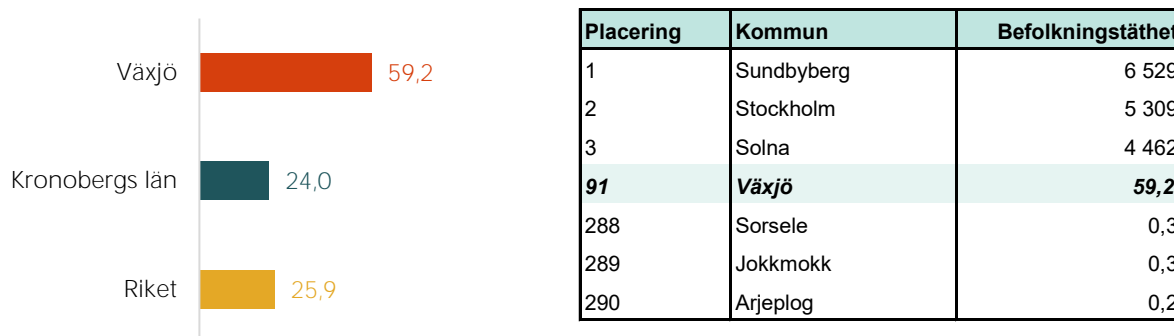 Växjö 59,2
Kronobergs län 24,0
Riket 25,9
Placering Kommun Befolkningstäthet
1 Sundbyberg 6 529
2 Stockholm 5 309
3 Solna 4 462
91 Växjö 59,2
288 Sorsele 0,3
289 Jokkmokk 0,3
290 Arjeplog 0,2